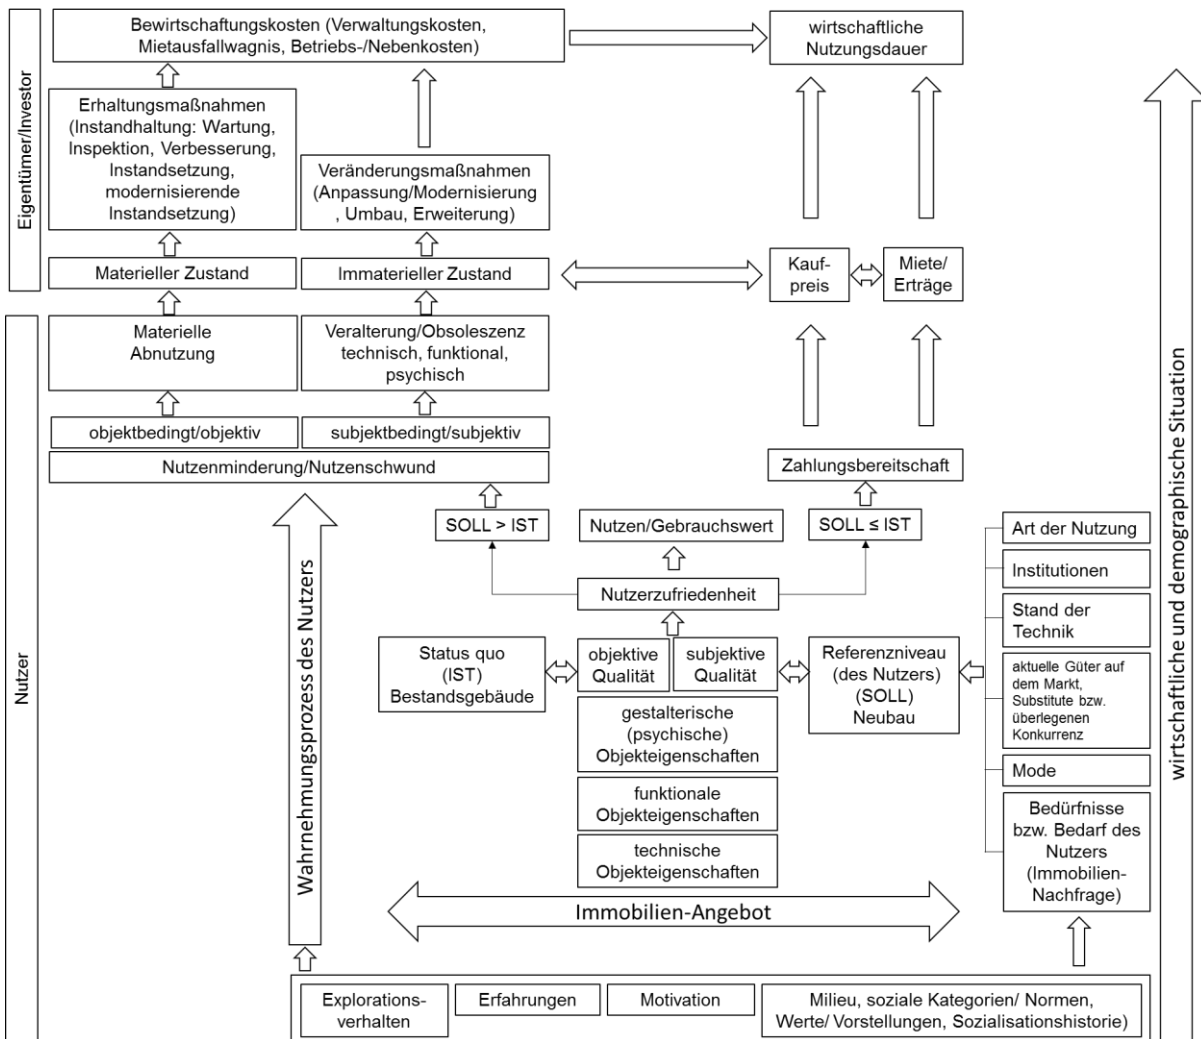 Bewirtschaftungskosten (Verwaltungskosten,
Mietausfallwagnis, Betriebs-/Nebenkosten)
wirtschaftliche
Nutzungsdauer
Eigentümer/Investor
Erhaltungsmaßnahmen
(Instandhaltung: Wartung,
Inspektion, Verbesserung,
Instandsetzung,
modernisierende
Instandsetzung)
Veränderungsmaßnahmen
(Anpassung/Modernisierung
, Umbau, Erweiterung)
Materieller Zustand
Immaterieller Zustand
Kauf-
preis
Miete/
Erträge
Materielle
Abnutzung
Veralterung/Obsoleszenz
technisch, funktional,
psychisch
objektbedingt/objektiv
subjektbedingt/subjektiv
Nutzenminderung/Nutzenschwund
Zahlungsbereitschaft
SOLL > IST
Nutzen/Gebrauchswert
SOLL ≤ IST
Nutzerzufriedenheit
Nutzer
Wahrnehmungsprozess des Nutzers
Status quo
(IST)
Bestandsgebäude
objektive
Qualität
subjektive
Qualität
Referenzniveau
(des Nutzers)
(SOLL)
Neubau
gestalterische
(psychische)
Objekteigenschaften
funktionale
Objekteigenschaften
technische
Objekteigenschaften
Immobilien-Angebot
Art der Nutzung
Institutionen
Stand der
Technik
aktuelle Güter auf
dem Markt,
Substitute bzw.
überlegenen
Konkurrenz
Mode
Bedürfnisse
bzw. Bedarf des
Nutzers
(Immobilien-
Nachfrage)
wirtschaftliche und demographische Situation
Explorations-
verhalten
Erfahrungen
Motivation
Milieu, soziale Kategorien/ Normen,
Werte/ Vorstellungen, Sozialisationshistorie)